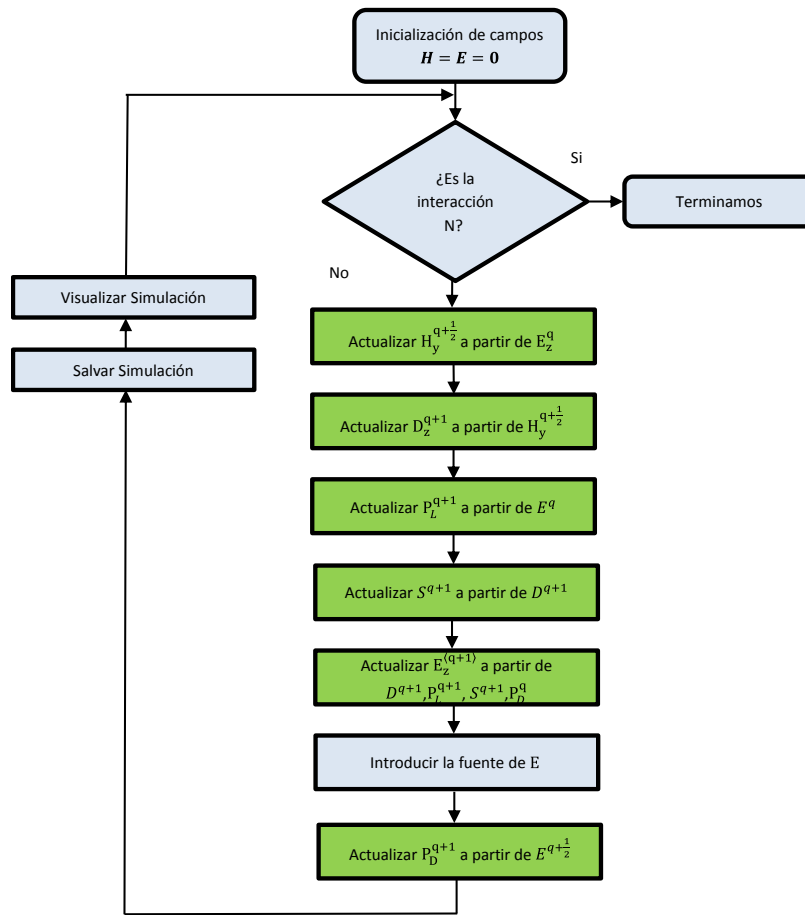 Inicialización de campos
H = E = 0
¿Es la
interacción
N?
Si
Terminamos
No
Actualizar H_y^{q+\frac{1}{2}} a partir de E_z^q
Actualizar D_z^{q+1} a partir de H_y^{q+\frac{1}{2}}
Actualizar P_L^{q+1} a partir de E^q
Actualizar S^{q+1} a partir de D^{q+1}
Actualizar E_z^{⟨q+1⟩} a partir de
D^{q+1},P_L^{q+1}, S^{q+1},P_D^q
Introducir la fuente de E
Actualizar P_D^{q+1} a partir de E^{q+\frac{1}{2}}
Salvar Simulación
Visualizar Simulación